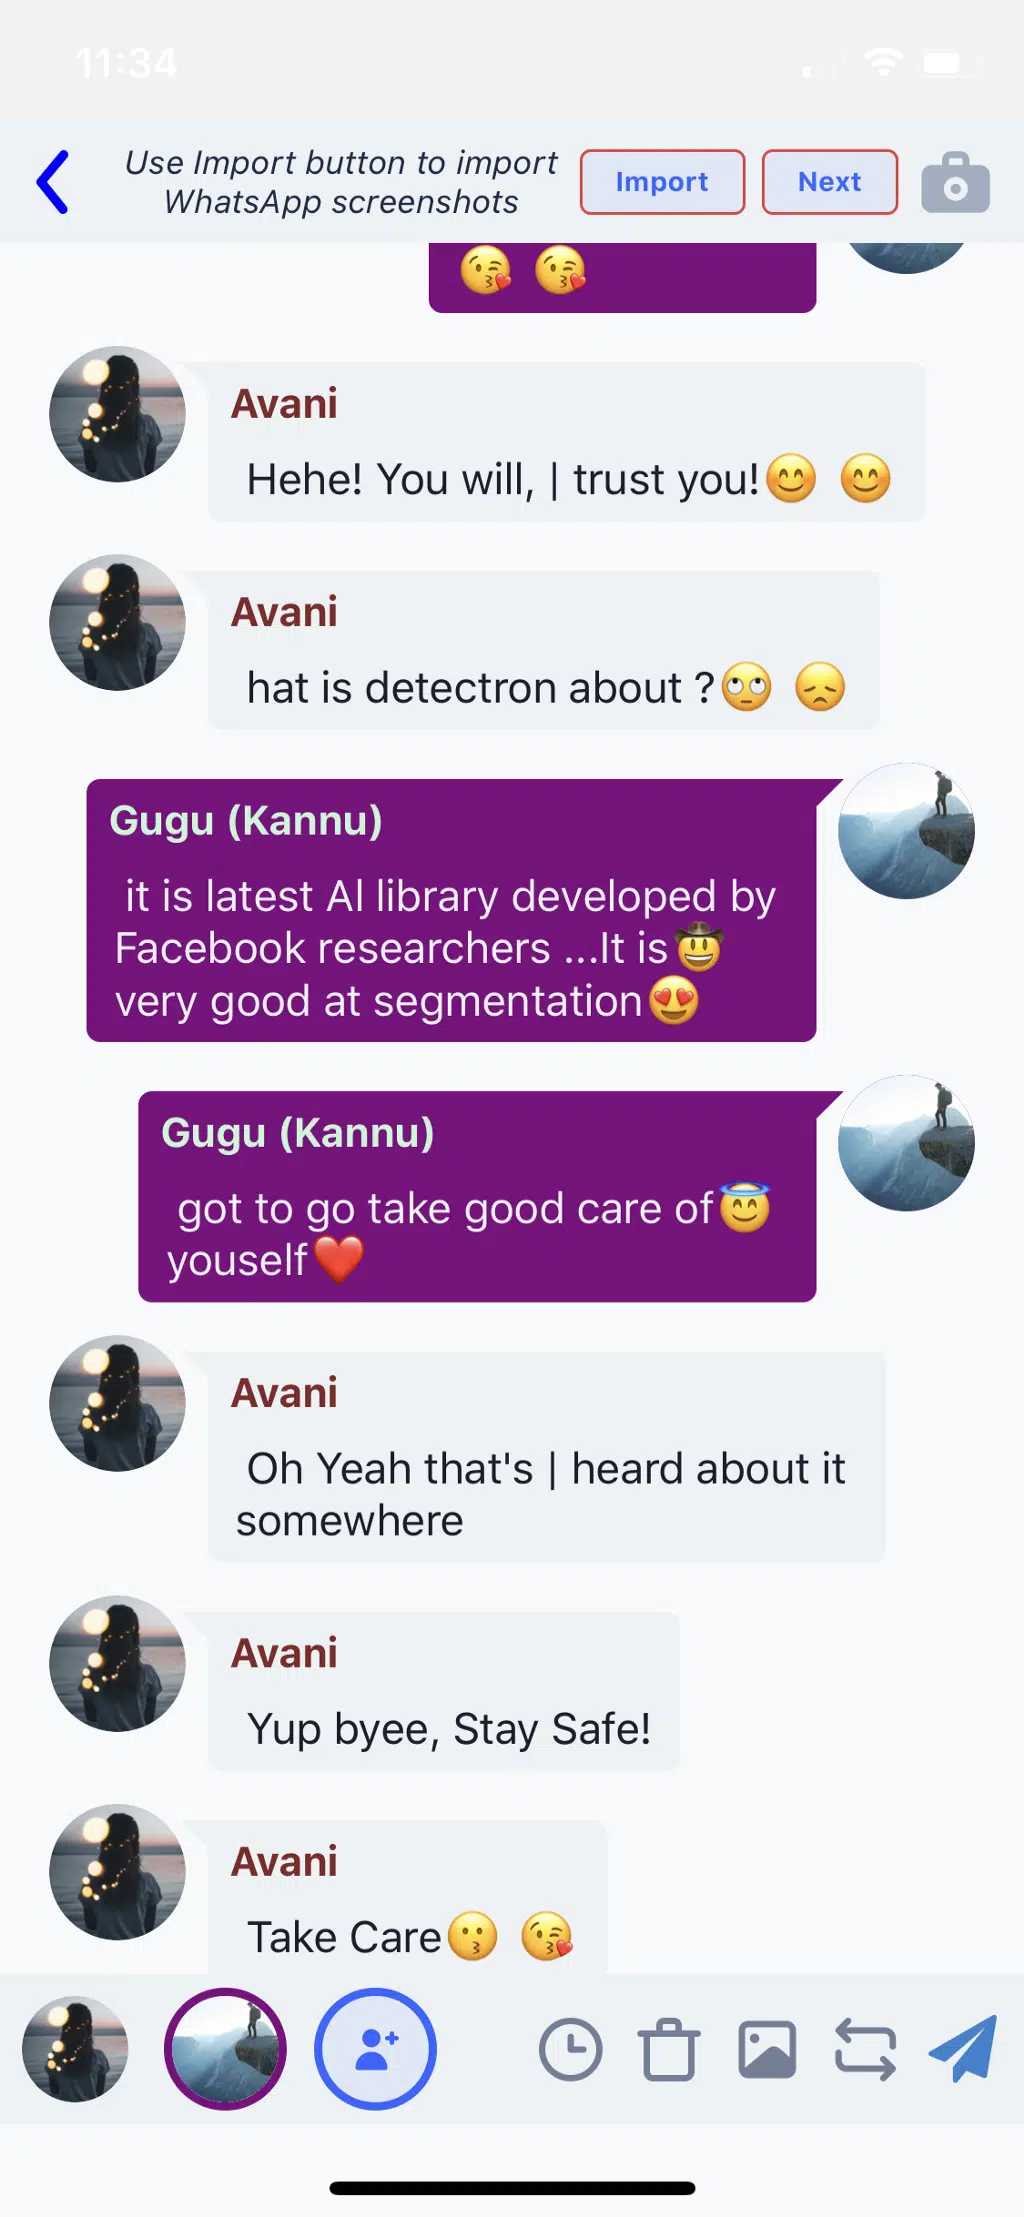 11:34
Use Import button to import
WhatsApp screenshots
Import
Next
😘 😘
Avani
Hehe! You will, | trust you!😊 😊
Avani
hat is detectron about ?🙄 😞
Gugu (Kannu)
it is latest Al library developed by
Facebook researchers ...It is🤠
very good at segmentation😍
Gugu (Kannu)
got to go take good care of😇
youself❤️
Avani
Oh Yeah that's | heard about it
somewhere
Avani
Yup byee, Stay Safe!
Avani
Take Care😗 😘